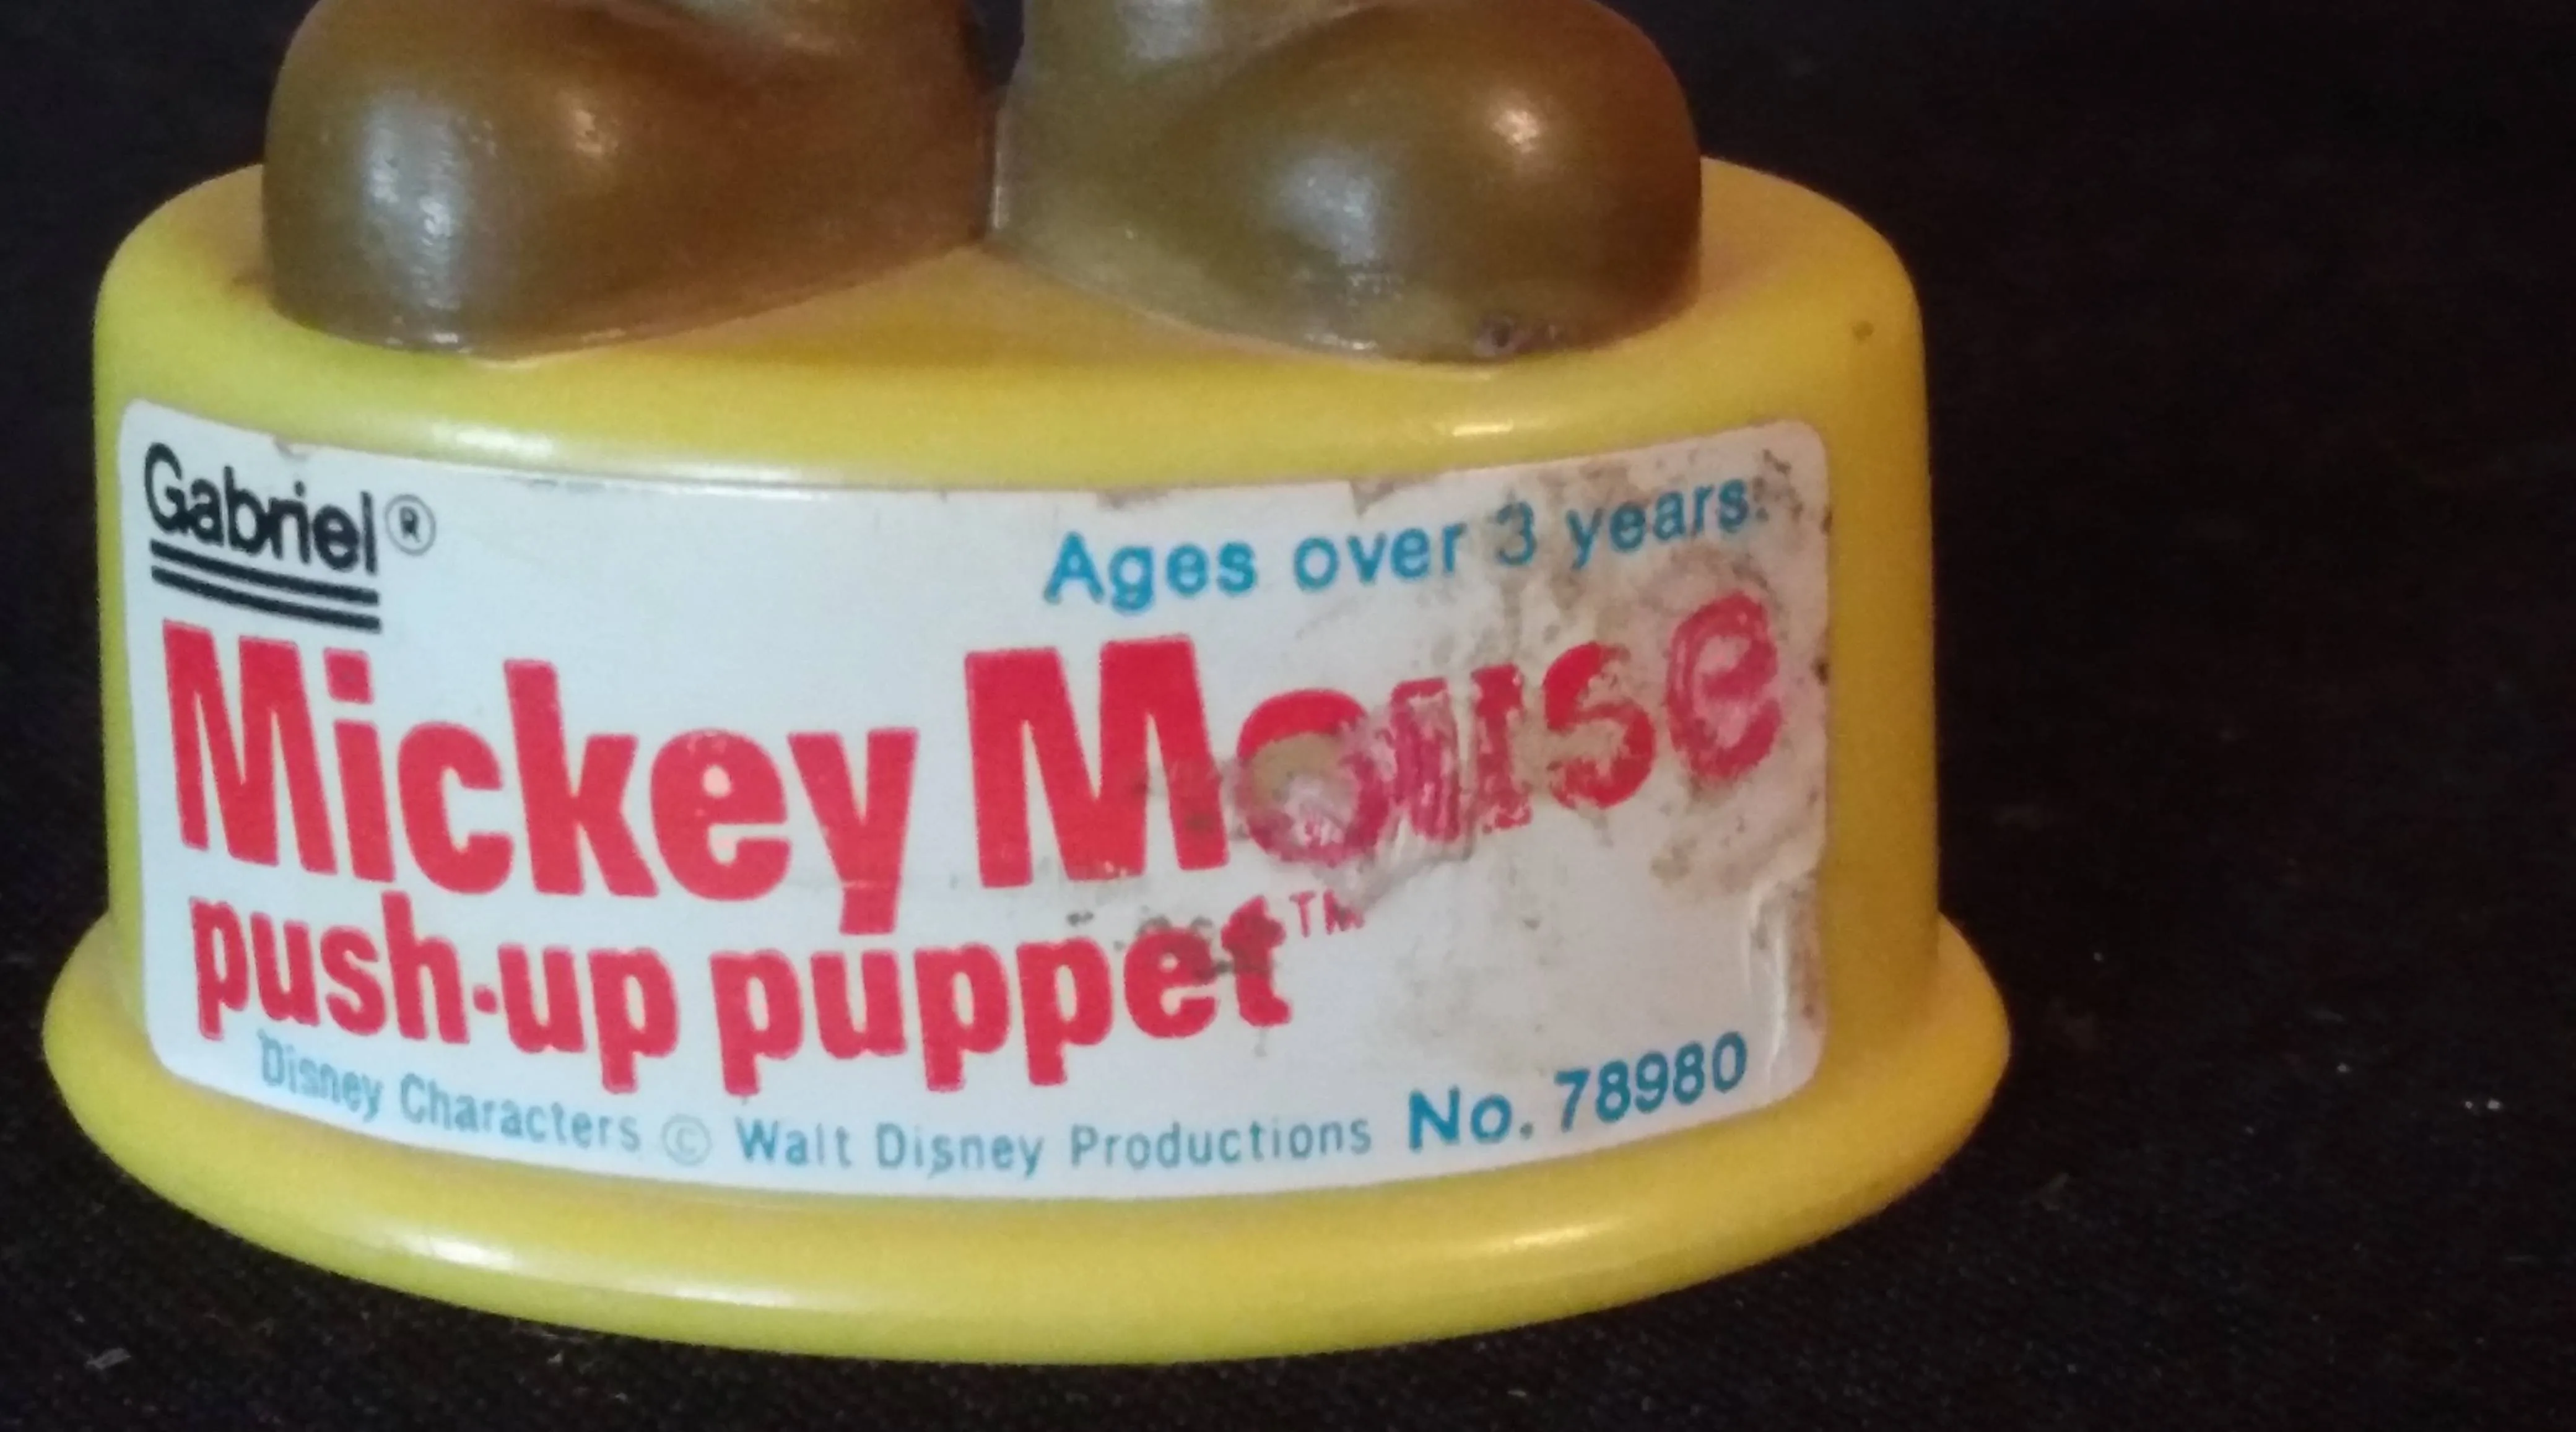 Gabriel®
Ages over 3 years.
Mickey Mouse
push-up puppet™
Disney Characters © Walt Disney Productions No. 78980